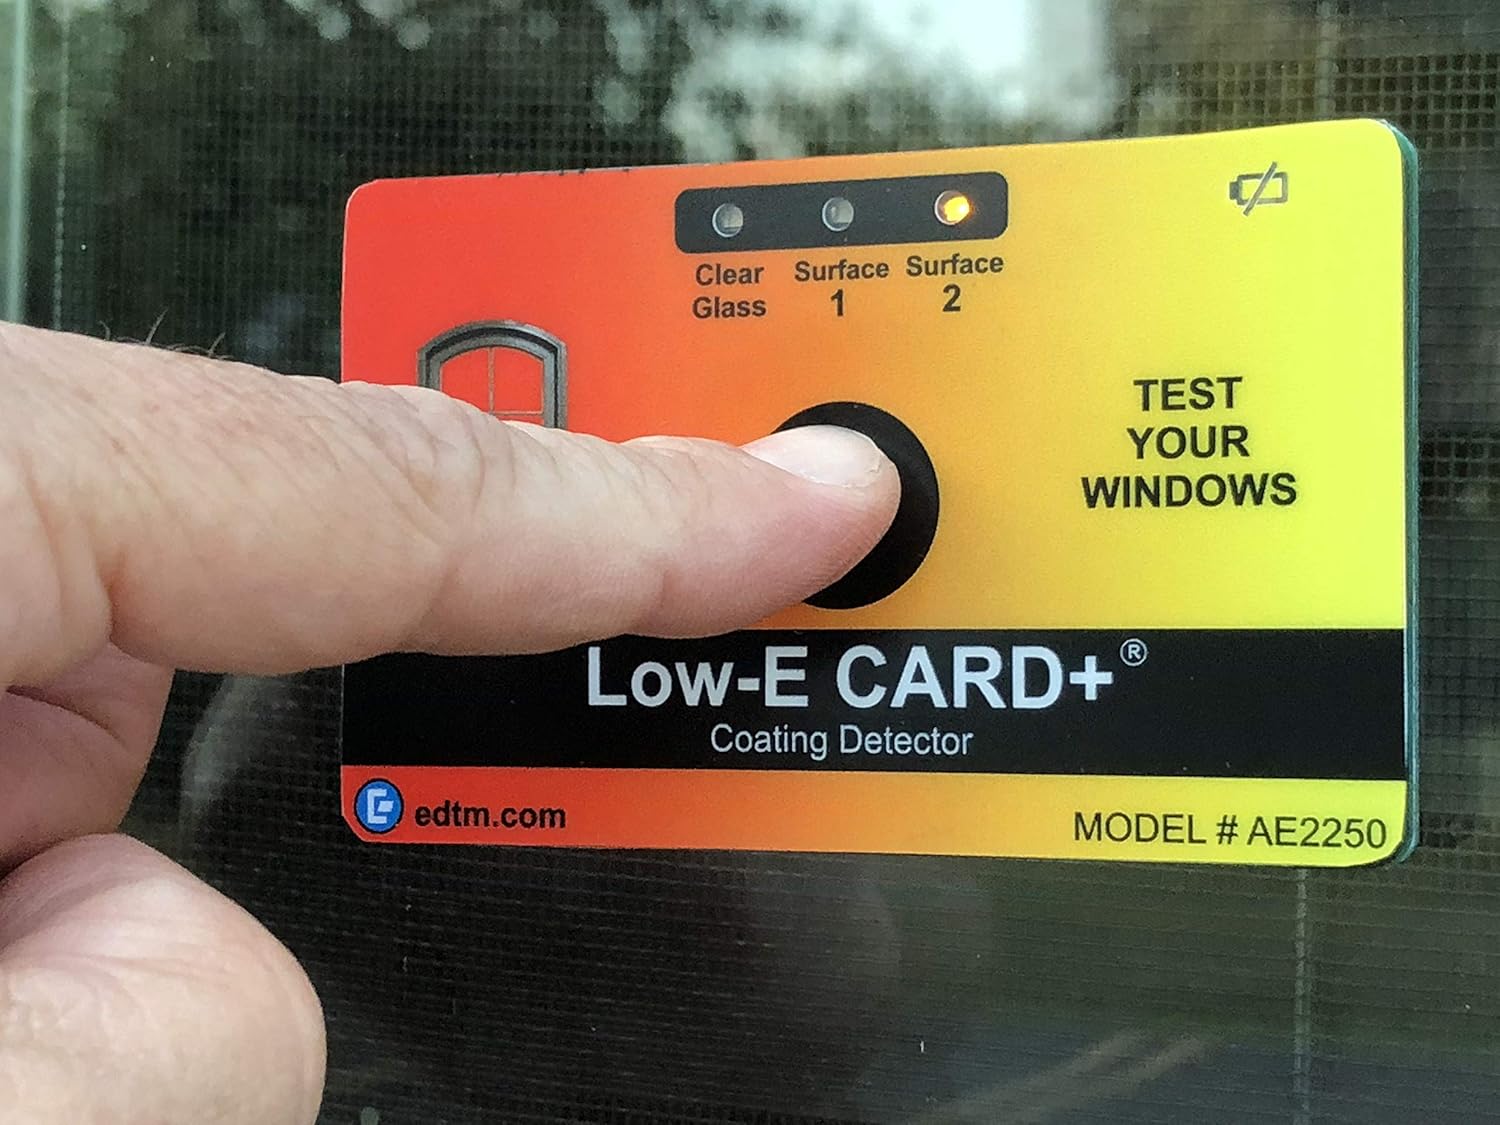 Clear Glass
Surface 1
Surface 2
TEST
YOUR
WINDOWS
Low-E CARD+®
Coating Detector
E edtm.com
MODEL # AE2250